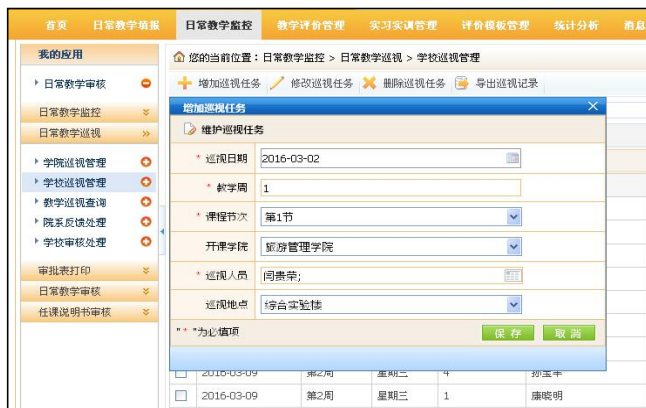 首页 日常教学填报 日常教学监控 教学评价管理 实习实训管理 评价模板管理 统计分析 消息
我的应用
您的当前位置：日常教学监控 > 日常教学巡视 > 学校巡视管理
日常教学审核
增加巡视任务 修改巡视任务 删除巡视任务 导出巡视记录
日常教学监控
日常教学巡视
学院巡视管理
学校巡视管理
教学巡视查询
院系反馈处理
学校审核处理
审批表打印
日常教学审核
任课说明书审核
增加巡视任务
维护巡视任务
* 巡视日期 2016-03-02
* 教学周 1
* 课程节次 第1节
开课学院 旅游管理学院
* 巡视人员 闫贵荣;
巡视地点 综合实验楼
"* "为必填项 保存 取消
2016-03-09 第2周 星期三 4 孙宝丰
2016-03-09 第2周 星期三 1 康晓明